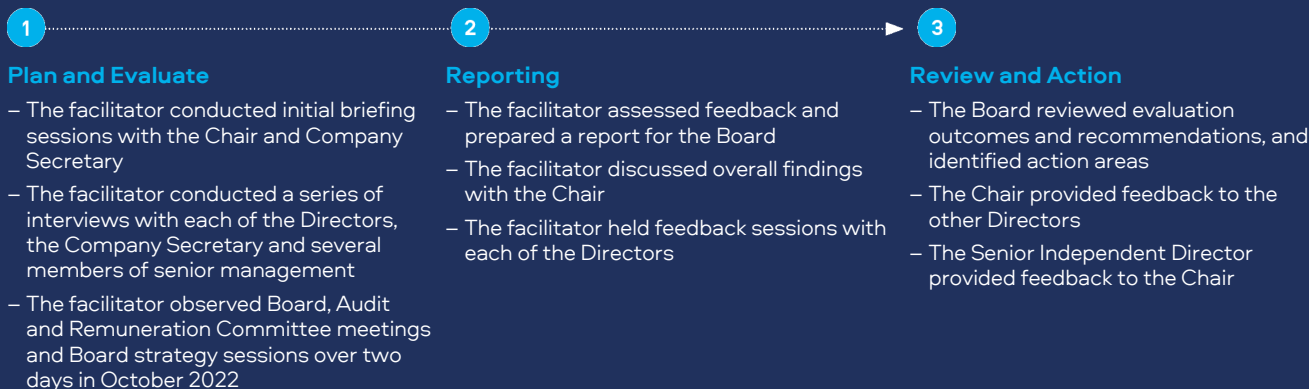 1
2
3
Plan and Evaluate
– The facilitator conducted initial briefing
sessions with the Chair and Company
Secretary
– The facilitator conducted a series of
interviews with each of the Directors,
the Company Secretary and several
members of senior management
– The facilitator observed Board, Audit
and Remuneration Committee meetings
and Board strategy sessions over two
days in October 2022
Reporting
– The facilitator assessed feedback and
prepared a report for the Board
– The facilitator discussed overall findings
with the Chair
– The facilitator held feedback sessions with
each of the Directors
Review and Action
– The Board reviewed evaluation
outcomes and recommendations, and
identified action areas
– The Chair provided feedback to the
other Directors
– The Senior Independent Director
provided feedback to the Chair